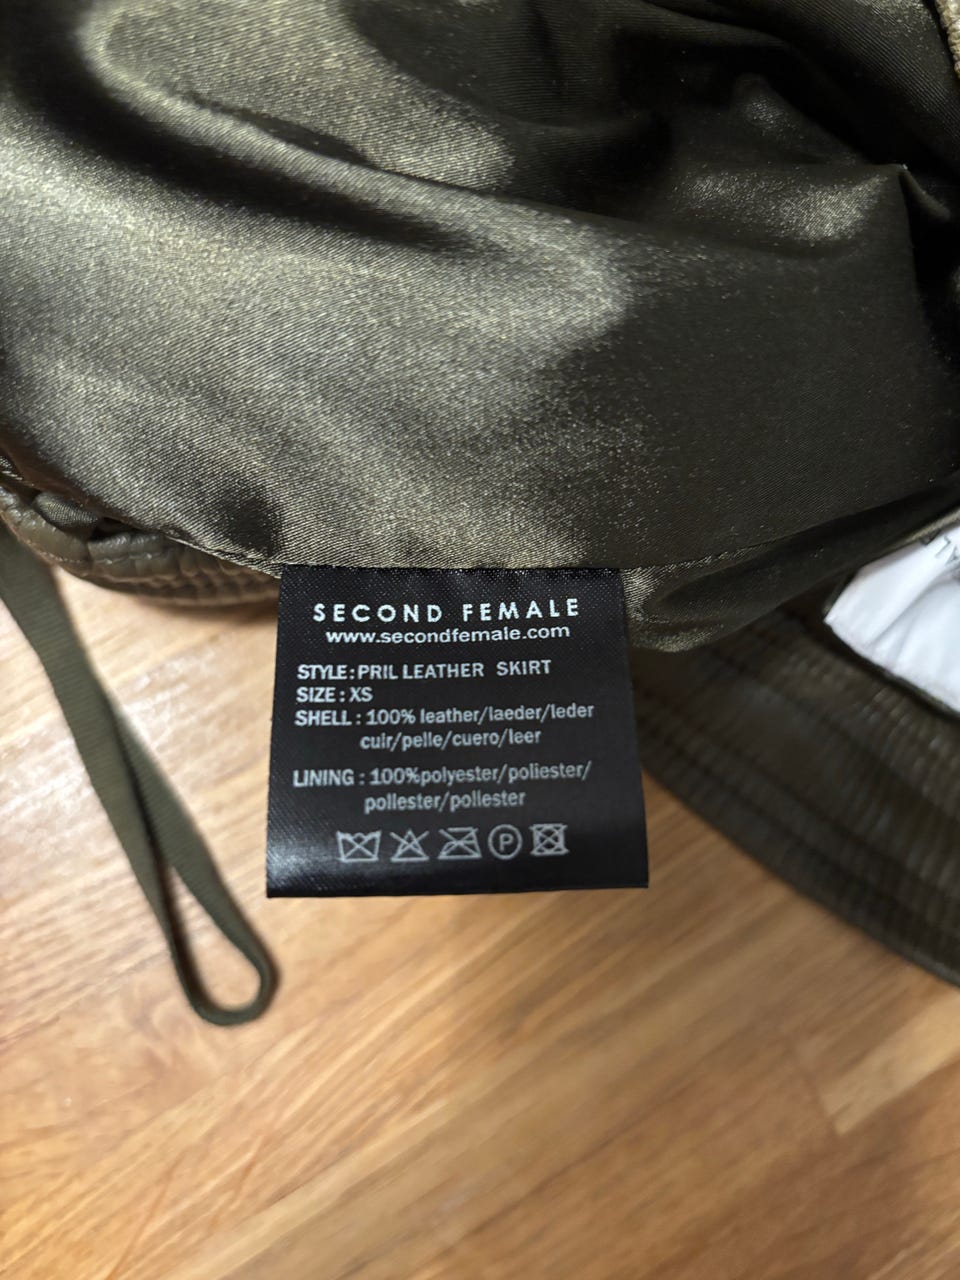 SECOND FEMALE
www.secondfemale.com
STYLE: PRIL LEATHER SKIRT
SIZE : XS
SHELL : 100% leather/laeder/leder
cuir/pelle/cuero/leer
LINING : 100%polyester/poliester/
pollester/pollester
P